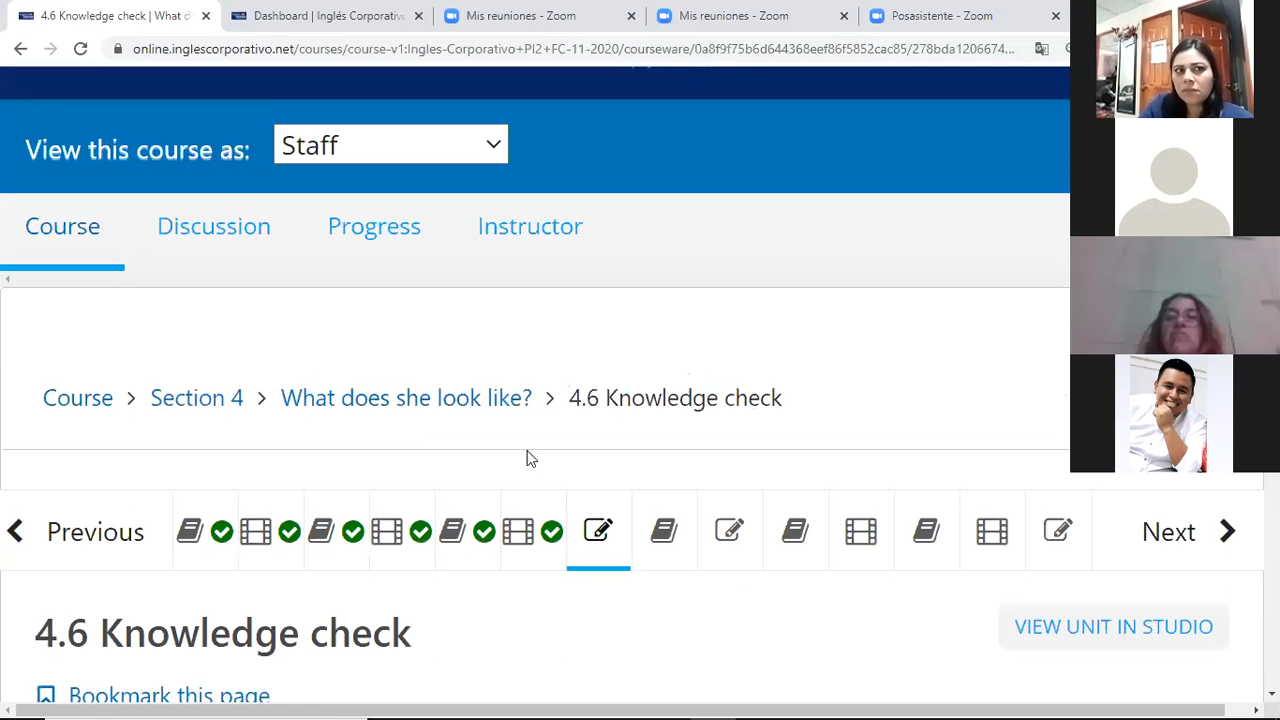 4.6 Knowledge check | What d
Dashboard | Inglés Corporativo
Mis reuniones - Zoom
Mis reuniones - Zoom
Posasistente - Zoom
online.inglescorporativo.net/courses/course-v1:Ingles-Corporativo+PI2+FC-11-2020/courseware/0a8f9f75b6d644368eef86f5852cac85/278bda1206674...
View this course as: Staff
Course Discussion Progress Instructor
Course > Section 4 > What does she look like? > 4.6 Knowledge check
Previous Next
4.6 Knowledge check
VIEW UNIT IN STUDIO
Bookmark this page